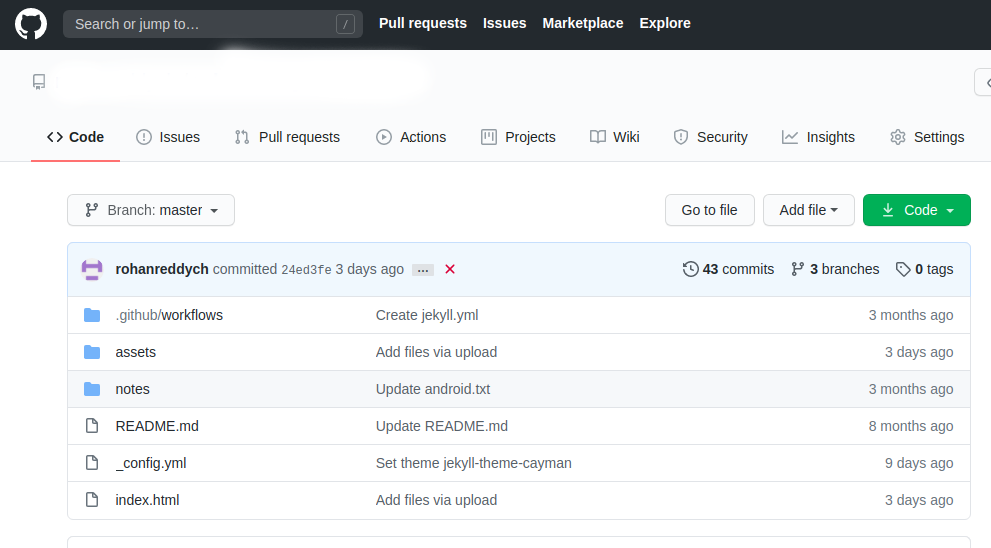 Search or jump to… /
Pull requests Issues Marketplace Explore
Code Issues Pull requests Actions Projects Wiki Security Insights Settings
Branch: master Go to file Add file Code
rohanreddych committed 24ed3fe 3 days ago … 43 commits 3 branches 0 tags
.github/workflows Create jekyll.yml 3 months ago
assets Add files via upload 3 days ago
notes Update android.txt 3 months ago
README.md Update README.md 8 months ago
_config.yml Set theme jekyll-theme-cayman 9 days ago
index.html Add files via upload 3 days ago